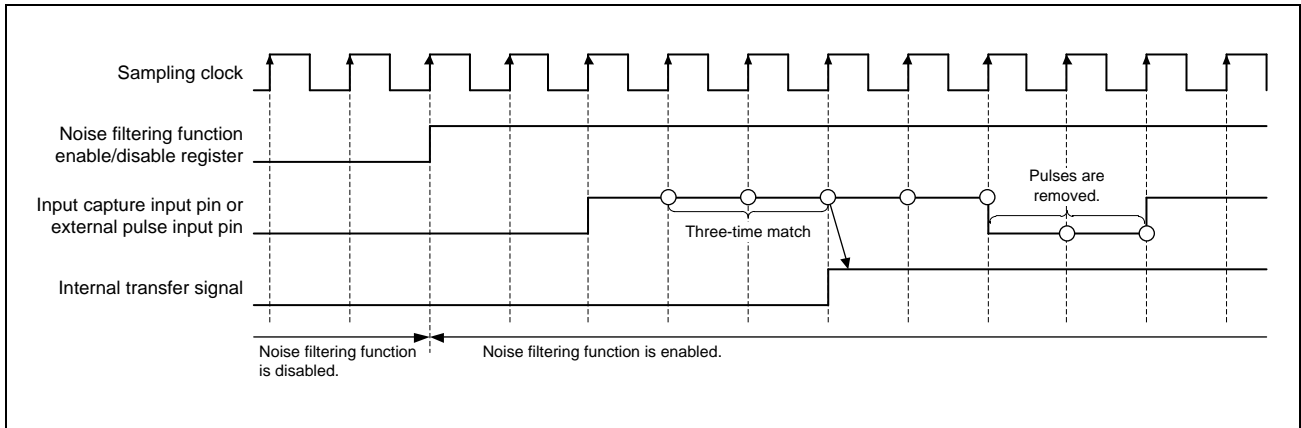 Sampling clock
Noise filtering function
enable/disable register
Input capture input pin or
external pulse input pin
Pulses are
removed.
Three-time match
Internal transfer signal
Noise filtering function
is disabled.
Noise filtering function is enabled.